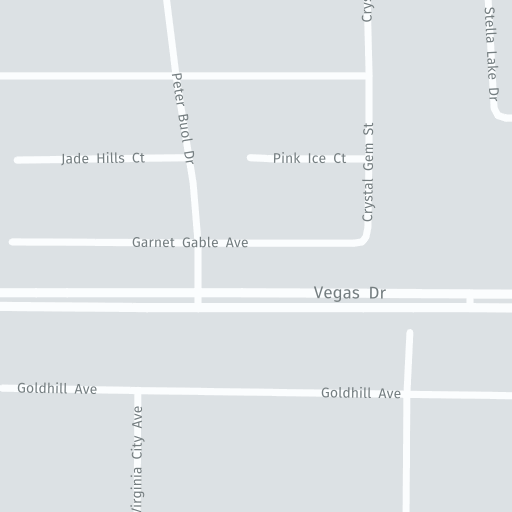 Crys
Stella Lake Dr
Peter Buol Dr
Jade Hills Ct
Pink Ice Ct
Crystal Gem St
Garnet Gable Ave
Vegas Dr
Goldhill Ave
Goldhill Ave
Virginia City Ave